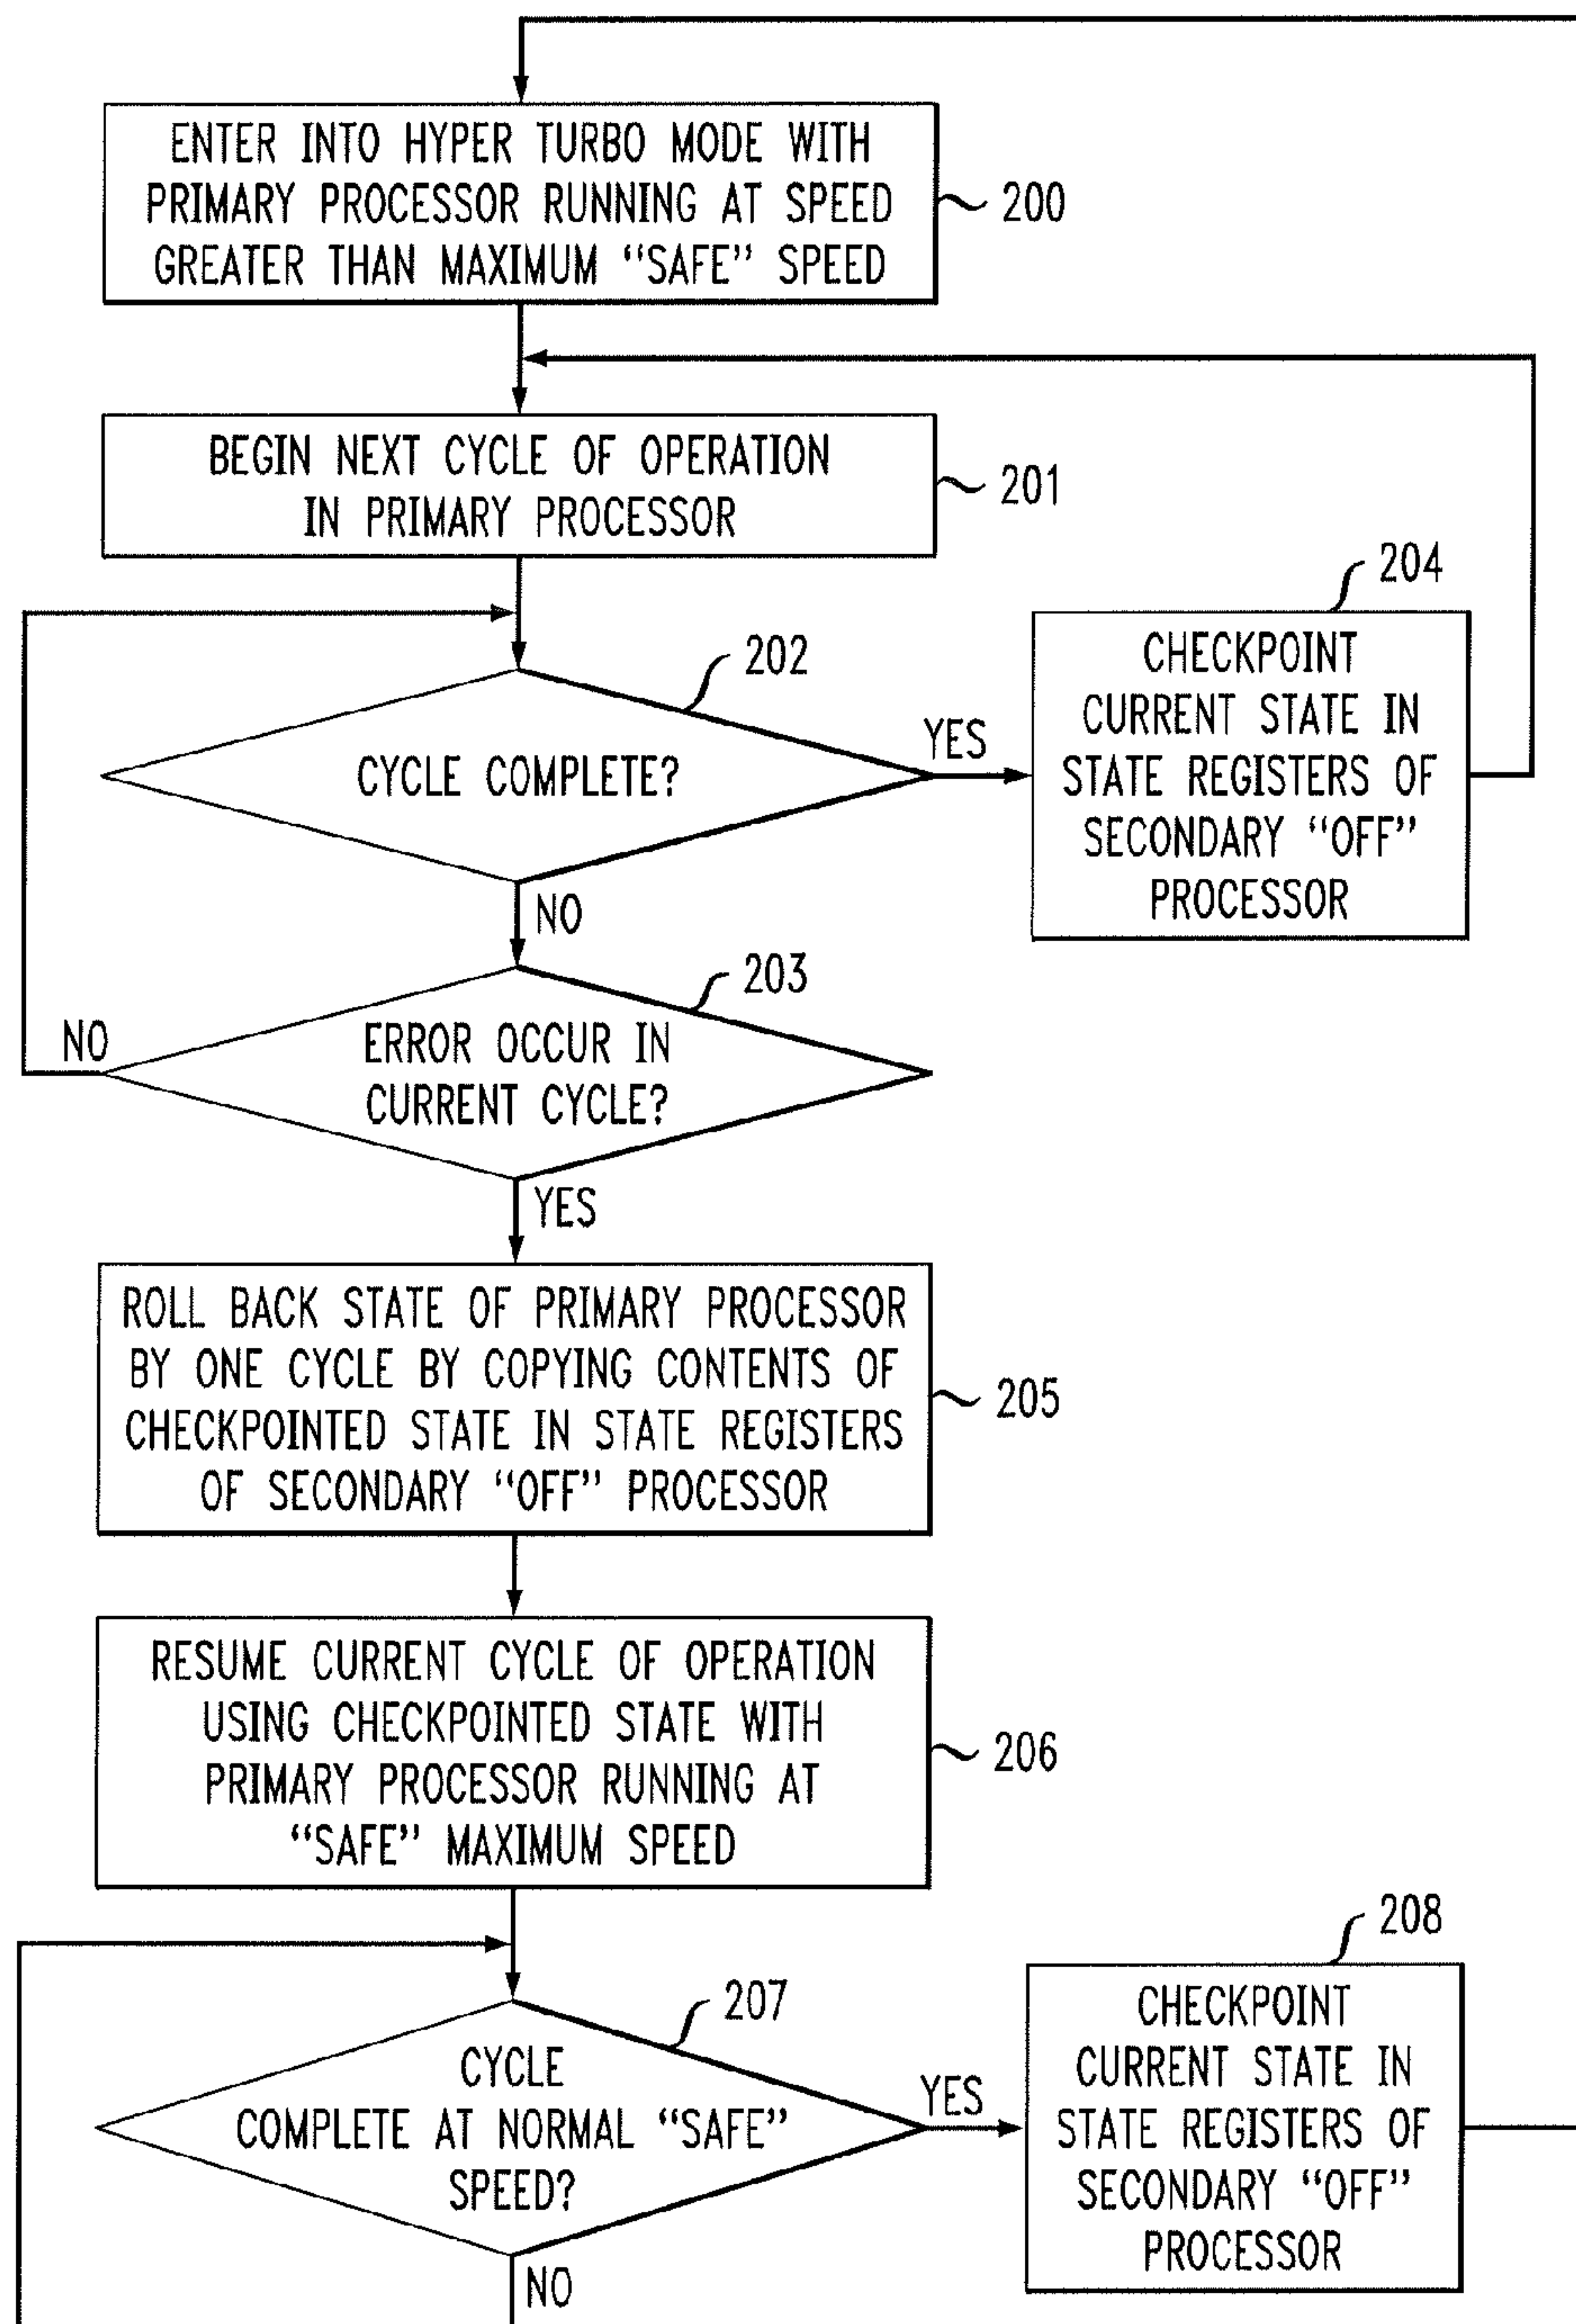 ENTER INTO HYPER TURBO MODE WITH
PRIMARY PROCESSOR RUNNING AT SPEED
GREATER THAN MAXIMUM “SAFE” SPEED
200
BEGIN NEXT CYCLE OF OPERATION
IN PRIMARY PROCESSOR
201
204
CHECKPOINT
CURRENT STATE IN
STATE REGISTERS OF
SECONDARY “OFF”
PROCESSOR
202
CYCLE COMPLETE?
YES
NO
203
ERROR OCCUR IN
CURRENT CYCLE?
NO
YES
ROLL BACK STATE OF PRIMARY PROCESSOR
BY ONE CYCLE BY COPYING CONTENTS OF
CHECKPOINTED STATE IN STATE REGISTERS
OF SECONDARY “OFF” PROCESSOR
205
RESUME CURRENT CYCLE OF OPERATION
USING CHECKPOINTED STATE WITH
PRIMARY PROCESSOR RUNNING AT
“SAFE” MAXIMUM SPEED
206
207
CYCLE
COMPLETE AT NORMAL “SAFE”
SPEED?
YES
208
CHECKPOINT
CURRENT STATE IN
STATE REGISTERS OF
SECONDARY “OFF”
PROCESSOR
NO